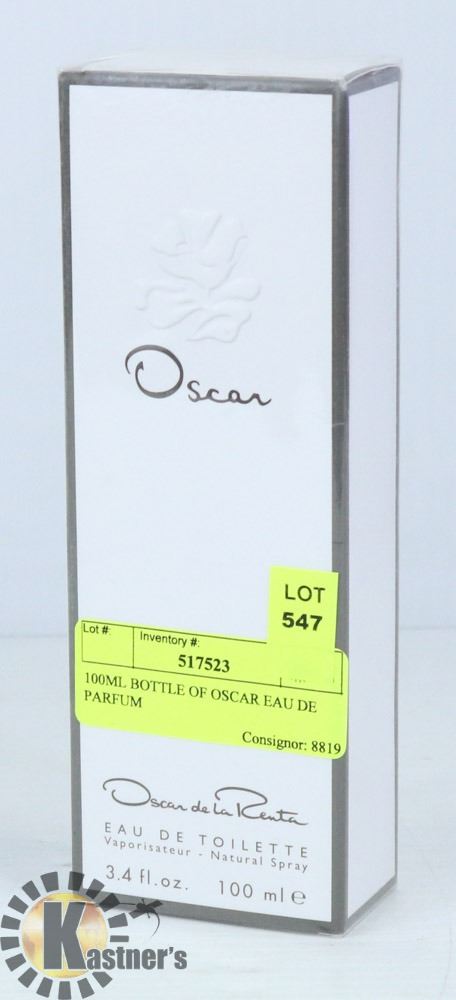 Oscar
LOT
547
Lot #:
Inventory #:
517523
100ML BOTTLE OF OSCAR EAU DE
PARFUM
Consignor: 8819
Oscar de la Renta
EAU DE TOILETTE
Vaporisateur - Natural Spray
3.4 fl.oz. 100 ml e
Kastner's